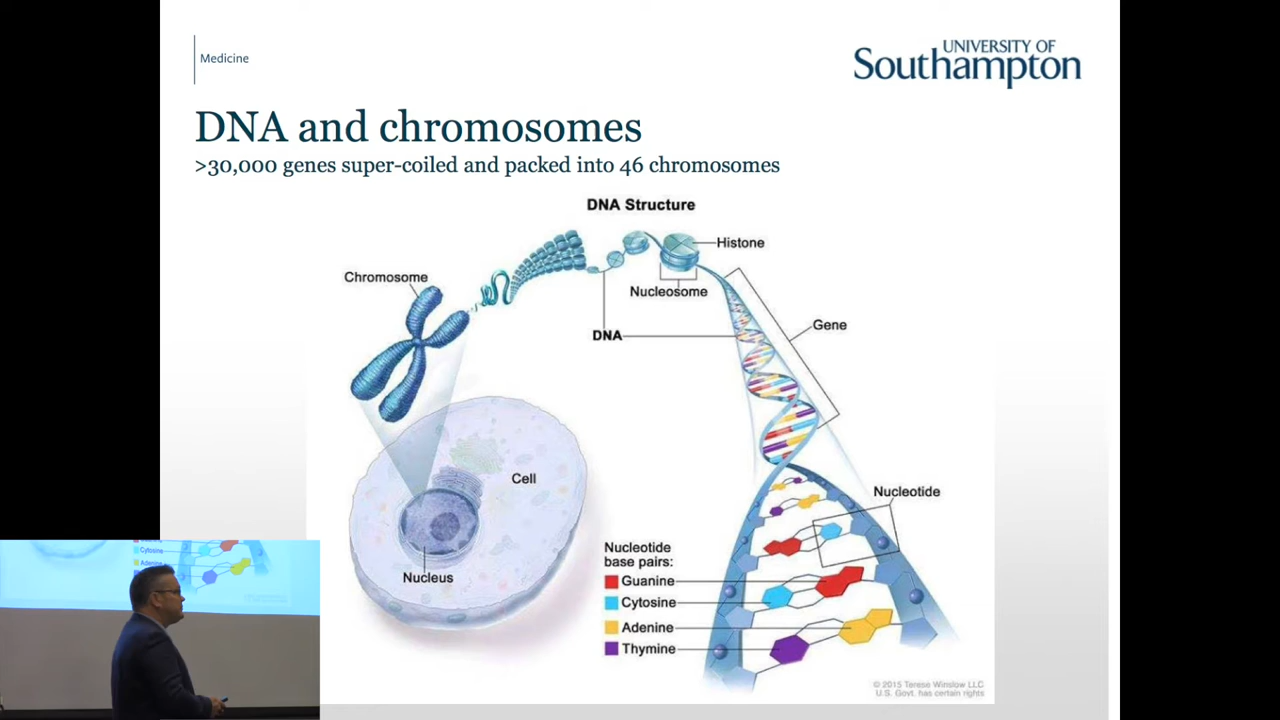 Medicine
UNIVERSITY OF
Southampton
DNA and chromosomes
>30,000 genes super-coiled and packed into 46 chromosomes
DNA Structure
Histone
Chromosome
Nucleosome
Gene
DNA
Cell
Nucleotide
Nucleus
Nucleotide
base pairs:
Guanine
Cytosine
Adenine
Thymine
© 2015 Terese Winslow LLC
U.S. Govt. has certain rights
Cytosine
Adenine